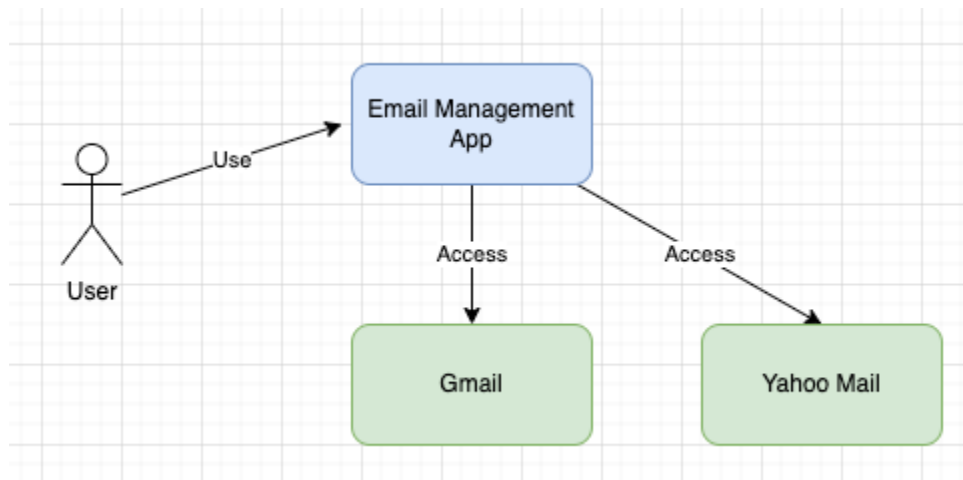 Email Management
App
Use
User
Access
Access
Gmail
Yahoo Mail